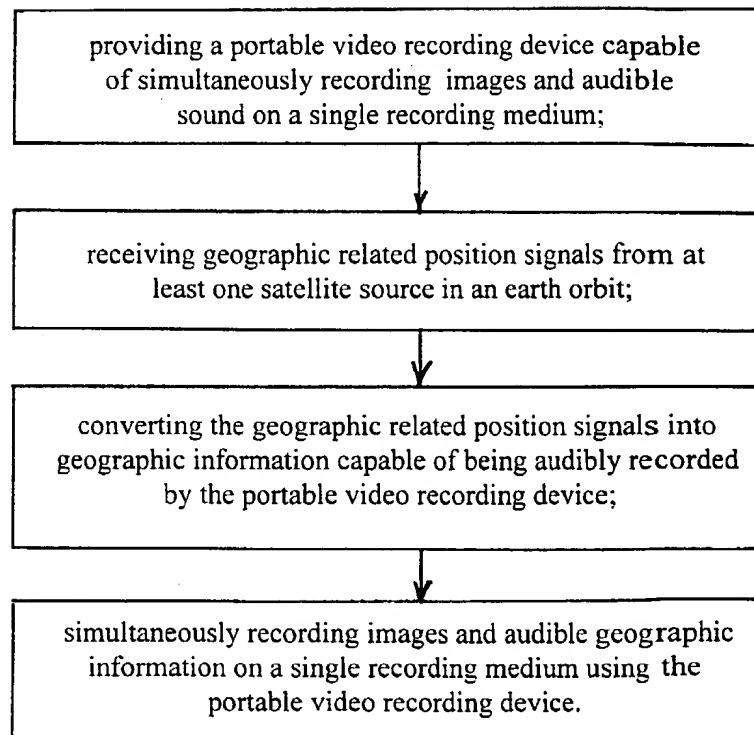 providing a portable video recording device capable
of simultaneously recording images and audible
sound on a single recording medium;
receiving geographic related position signals from at
least one satellite source in an earth orbit;
converting the geographic related position signals into
geographic information capable of being audibly recorded
by the portable video recording device;
simultaneously recording images and audible geographic
information on a single recording medium using the
portable video recording device.